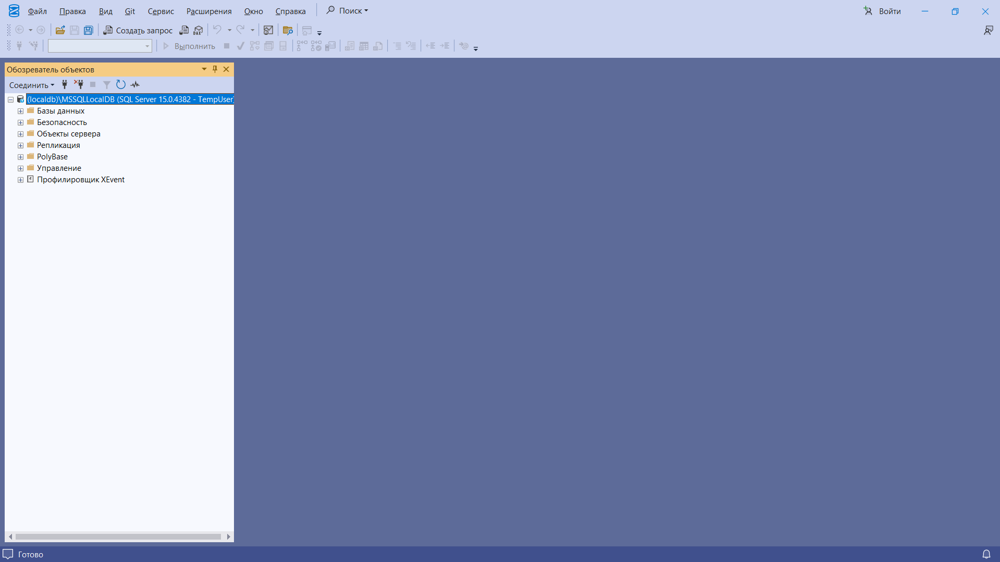 Файл Правка Вид Git Сервис Расширения Окно Справка Поиск Войти
Создать запрос DAX
Выполнить
Обозреватель объектов
Соединить
(localdb)\MSSQLLocalDB (SQL Server 15.0.4382 - TempUser)
Базы данных
Безопасность
Объекты сервера
Репликация
PolyBase
Управление
Профилировщик XEvent
Готово